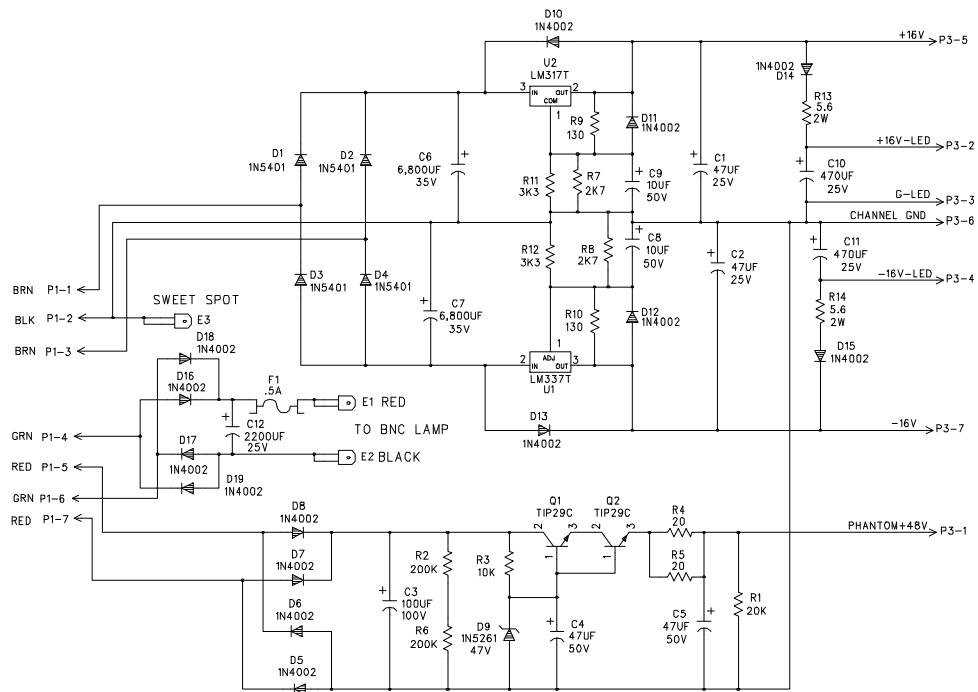 D10
1N4002
+16V
P3-5
U2
LM317T
3
IN
OUT
2
COM
1
1N4002
D14
R13
5.6
2W
R9
130
D11
1N4002
+16V-LED
P3-2
D1
1N5401
D2
1N5401
C6
6,800UF
35V
+
R11
3K3
R7
2K7
+
C9
10UF
50V
+
C1
47UF
25V
+
C10
470UF
25V
G-LED
P3-3
CHANNEL GND
P3-6
R12
3K3
R8
2K7
+
C8
10UF
50V
+
C2
47UF
25V
+
C11
470UF
25V
-16V-LED
P3-4
D3
1N5401
D4
1N5401
+
C7
6,800UF
35V
BRN P1-1
SWEET SPOT
BLK P1-2
E3
BRN P1-3
R10
130
D12
1N4002
R14
5.6
2W
D15
1N4002
2
IN
ADJ
1
OUT
3
LM337T
U1
D18
1N4002
D16
1N4002
F1
.5A
E1 RED
+
C12
2200UF
25V
TO BNC LAMP
D13
1N4002
-16V
P3-7
GRN P1-4
D17
1N4002
E2 BLACK
RED P1-5
D19
1N4002
GRN P1-6
RED P1-7
D8
1N4002
D7
1N4002
D6
1N4002
D5
1N4002
+
C3
100UF
100V
R2
200K
R6
200K
R3
10K
D9
1N5261
47V
Q1
TIP29C
2
3
1
Q2
TIP29C
2
3
1
+
C4
47UF
50V
R4
20
R5
20
PHANTOM+48V
P3-1
C5
47UF
50V
+
R1
20K